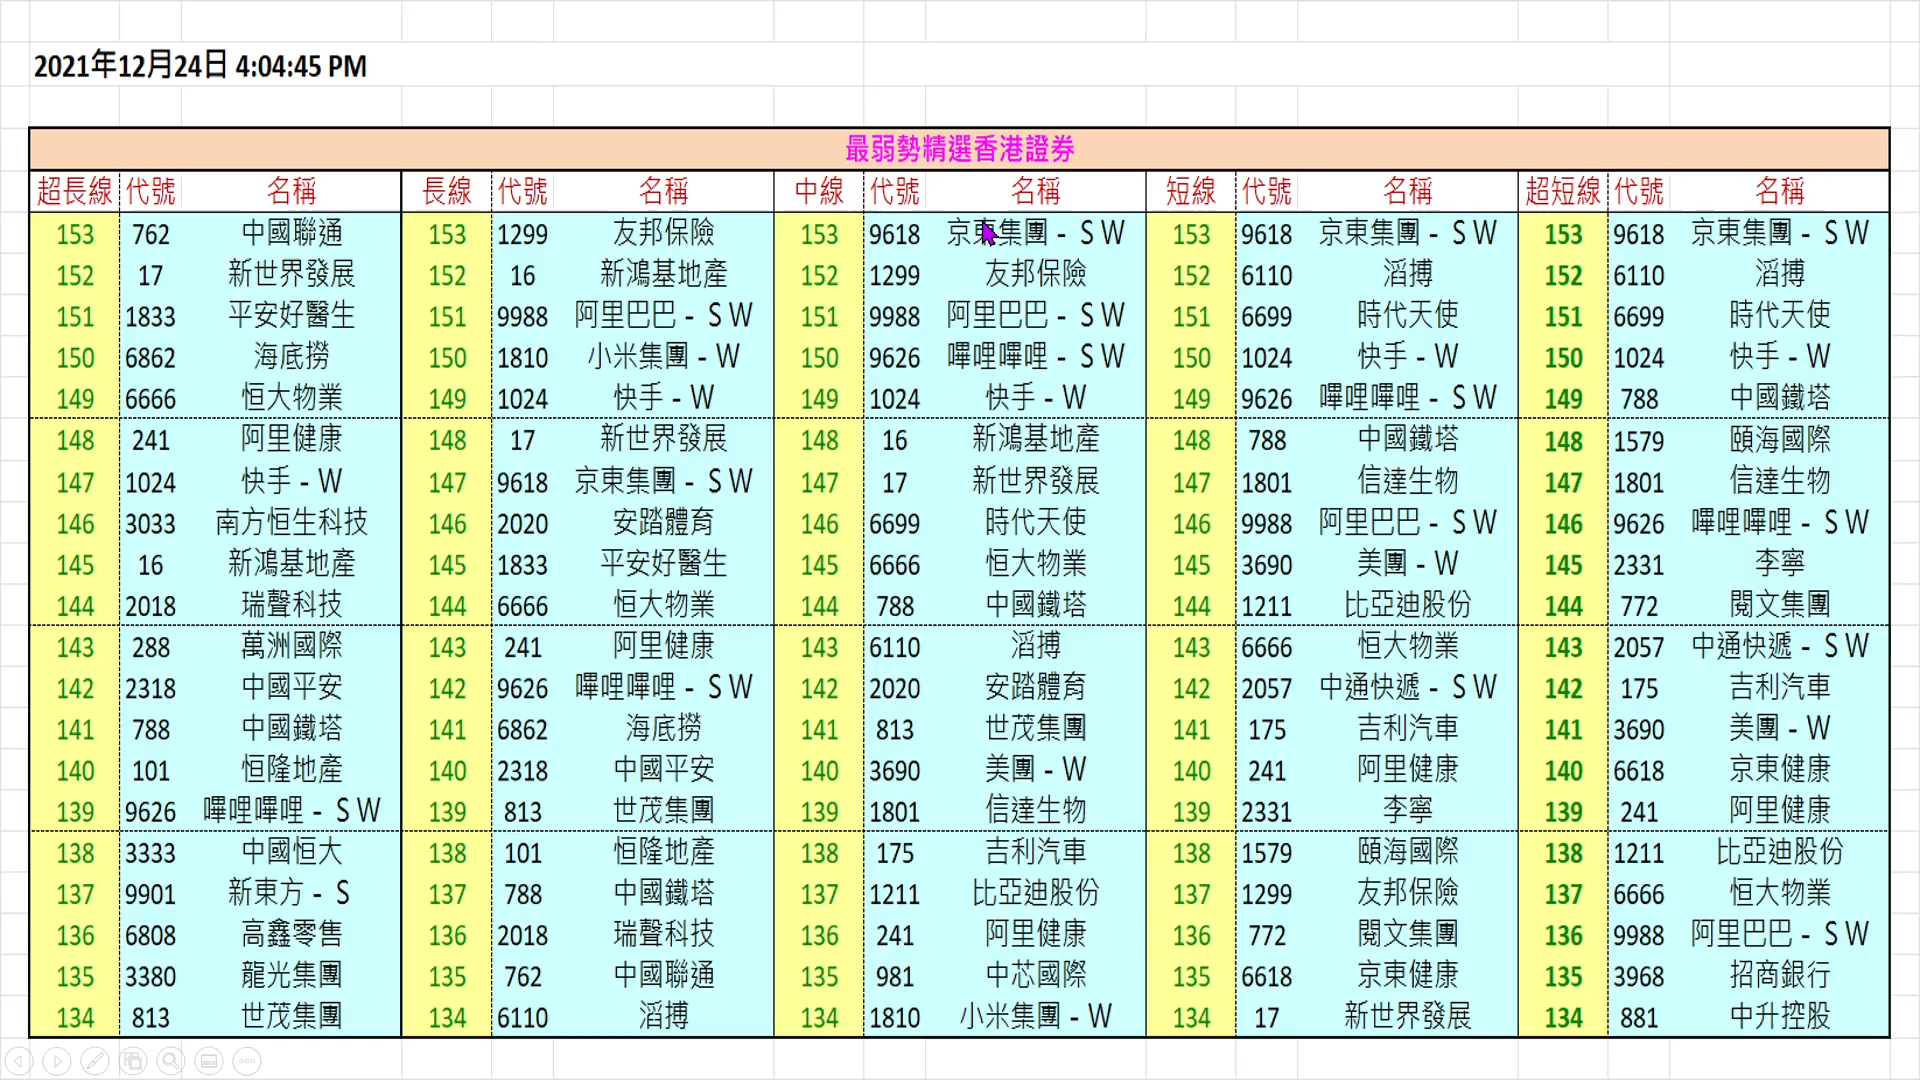 2021年12月24日 4:04:45 PM
最弱勢精選香港證券
超長線 代號 名稱 長線 代號 名稱 中線 代號 名稱 短線 代號 名稱 超短線 代號 名稱
153 762 中國聯通 153 1299 友邦保險 153 9618 京東集團 - S W 153 9618 京東集團 - S W 153 9618 京東集團 - S W
152 17 新世界發展 152 16 新鴻基地產 152 1299 友邦保險 152 6110 滔搏 152 6110 滔搏
151 1833 平安好醫生 151 9988 阿里巴巴 - S W 151 9988 阿里巴巴 - S W 151 6699 時代天使 151 6699 時代天使
150 6862 海底撈 150 1810 小米集團 - W 150 9626 嗶哩嗶哩 - S W 150 1024 快手 - W 150 1024 快手 - W
149 6666 恒大物業 149 1024 快手 - W 149 1024 快手 - W 149 9626 嗶哩嗶哩 - S W 149 788 中國鐵塔
148 241 阿里健康 148 17 新世界發展 148 16 新鴻基地產 148 788 中國鐵塔 148 1579 頤海國際
147 1024 快手 - W 147 9618 京東集團 - S W 147 17 新世界發展 147 1801 信達生物 147 1801 信達生物
146 3033 南方恒生科技 146 2020 安踏體育 146 6699 時代天使 146 9988 阿里巴巴 - S W 146 9626 嗶哩嗶哩 - S W
145 16 新鴻基地產 145 1833 平安好醫生 145 6666 恒大物業 145 3690 美團 - W 145 2331 李寧
144 2018 瑞聲科技 144 6666 恒大物業 144 788 中國鐵塔 144 1211 比亞迪股份 144 772 閱文集團
143 288 萬洲國際 143 241 阿里健康 143 6110 滔搏 143 6666 恒大物業 143 2057 中通快遞 - S W
142 2318 中國平安 142 9626 嗶哩嗶哩 - S W 142 2020 安踏體育 142 2057 中通快遞 - S W 142 175 吉利汽車
141 788 中國鐵塔 141 6862 海底撈 141 813 世茂集團 141 175 吉利汽車 141 3690 美團 - W
140 101 恒隆地產 140 2318 中國平安 140 3690 美團 - W 140 241 阿里健康 140 6618 京東健康
139 9626 嗶哩嗶哩 - S W 139 813 世茂集團 139 1801 信達生物 139 2331 李寧 139 241 阿里健康
138 3333 中國恒大 138 101 恒隆地產 138 175 吉利汽車 138 1579 頤海國際 138 1211 比亞迪股份
137 9901 新東方 - S 137 788 中國鐵塔 137 1211 比亞迪股份 137 1299 友邦保險 137 6666 恒大物業
136 6808 高鑫零售 136 2018 瑞聲科技 136 241 阿里健康 136 772 閱文集團 136 9988 阿里巴巴 - S W
135 3380 龍光集團 135 762 中國聯通 135 981 中芯國際 135 6618 京東健康 135 3968 招商銀行
134 813 世茂集團 134 6110 滔搏 134 1810 小米集團 - W 134 17 新世界發展 134 881 中升控股